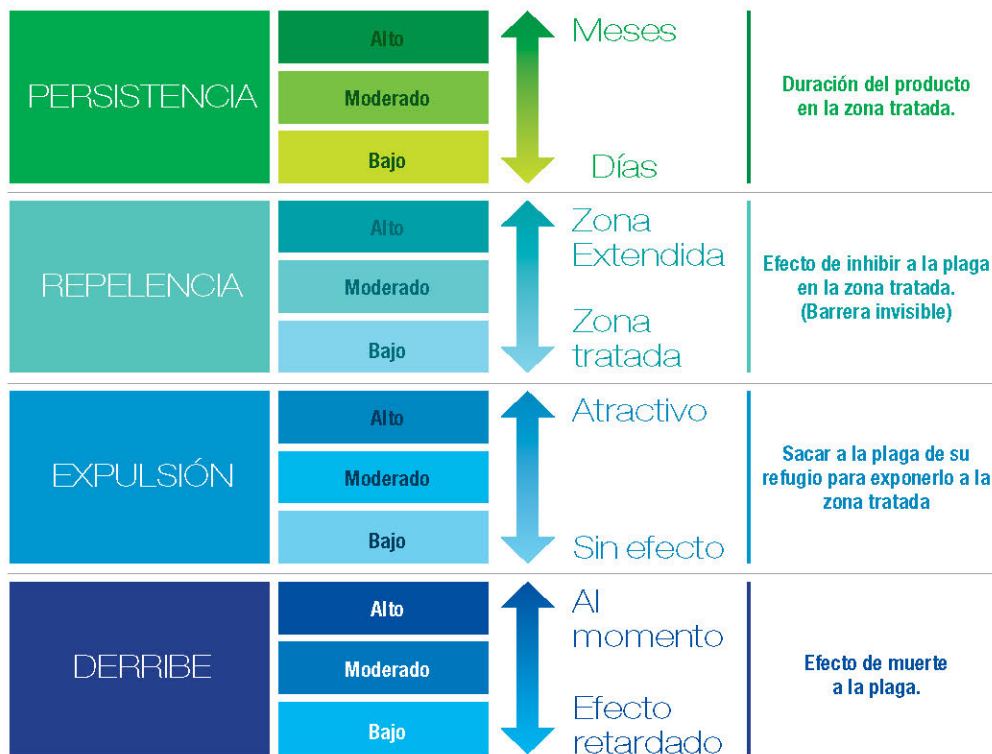 PERSISTENCIA
Alto
Moderado
Bajo
Meses
Días
Duración del producto
en la zona tratada.
REPELENCIA
Alto
Moderado
Bajo
Zona
Extendida
Zona
tratada
Efecto de inhibir a la plaga
en la zona tratada.
(Barrera invisible)
EXPULSIÓN
Alto
Moderado
Bajo
Atractivo
Sin efecto
Sacar a la plaga de su
refugio para exponerlo a la
zona tratada
DERRIBE
Alto
Moderado
Bajo
Al
momento
Efecto
retardado
Efecto de muerte
a la plaga.